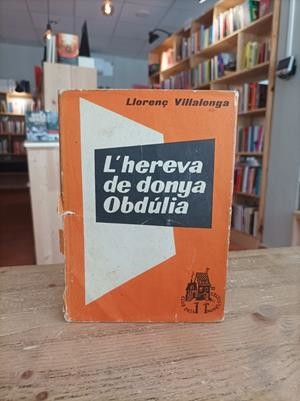 Llorenç Villalonga
L'hereva
de donya
Obdúlia